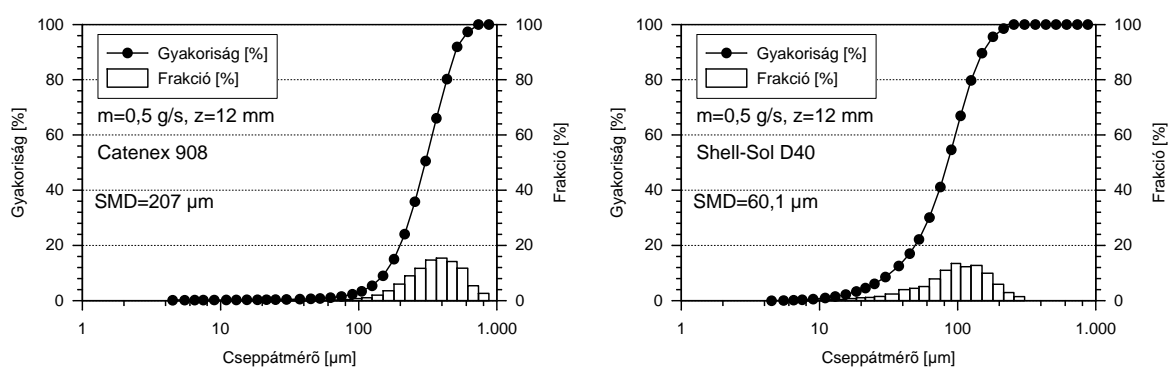 100
80
60
40
20
0
Gyakoriság [%]
Gyakoriság [%]
Frakció [%]
m=0,5 g/s, z=12 mm
Catenex 908
SMD=207 µm
100
80
60
40
20
0
Frakció [%]
1
10
100
1.000
Cseppátmérő [µm]
100
80
60
40
20
0
Gyakoriság [%]
Gyakoriság [%]
Frakció [%]
m=0,5 g/s, z=12 mm
Shell-Sol D40
SMD=60,1 µm
100
80
60
40
20
0
Frakció [%]
1
10
100
1.000
Cseppátmérő [µm]